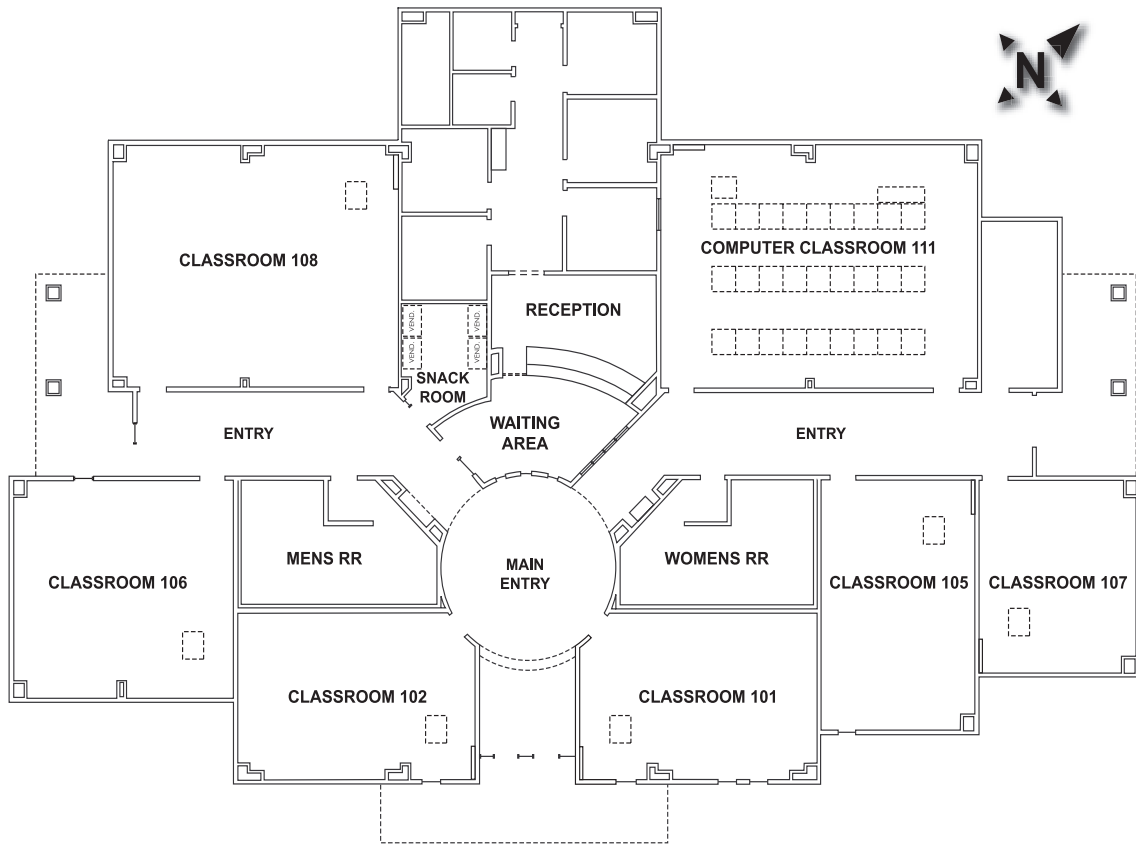 N
CLASSROOM 108
COMPUTER CLASSROOM 111
RECEPTION
VEND.
VEND.
VEND.
VEND.
SNACK
ROOM
WAITING
AREA
ENTRY
ENTRY
MENS RR
MAIN
ENTRY
WOMENS RR
CLASSROOM 106
CLASSROOM 105
CLASSROOM 107
CLASSROOM 102
CLASSROOM 101